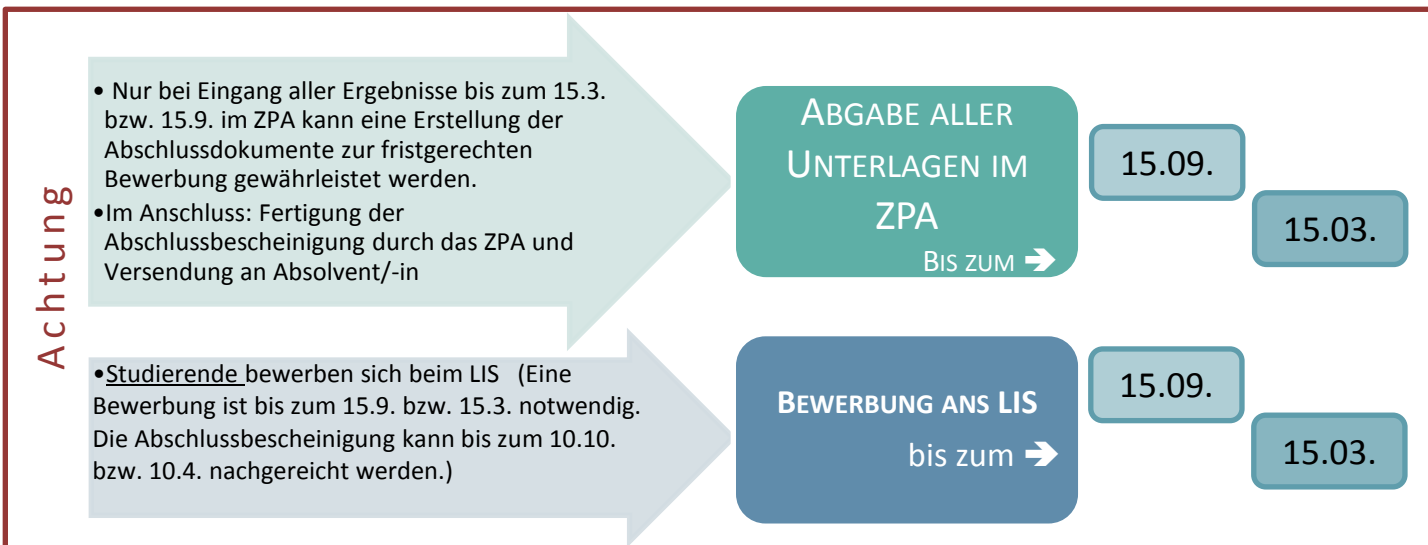 Achtung
• Nur bei Eingang aller Ergebnisse bis zum 15.3.
bzw. 15.9. im ZPA kann eine Erstellung der
Abschlussdokumente zur fristgerechten
Bewerbung gewährleistet werden.
•Im Anschluss: Fertigung der
Abschlussbescheinigung durch das ZPA und
Versendung an Absolvent/-in
ABGABE ALLER
UNTERLAGEN IM
ZPA
BIS ZUM ➔
15.09.
15.03.
•Studierende bewerben sich beim LIS (Eine
Bewerbung ist bis zum 15.9. bzw. 15.3. notwendig.
Die Abschlussbescheinigung kann bis zum 10.10.
bzw. 10.4. nachgereicht werden.)
BEWERBUNG ANS LIS
bis zum ➔
15.09.
15.03.